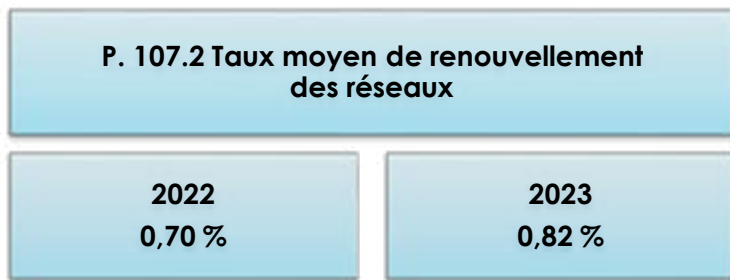 P. 107.2 Taux moyen de renouvellement
des réseaux
2022
0,70 %
2023
0,82 %